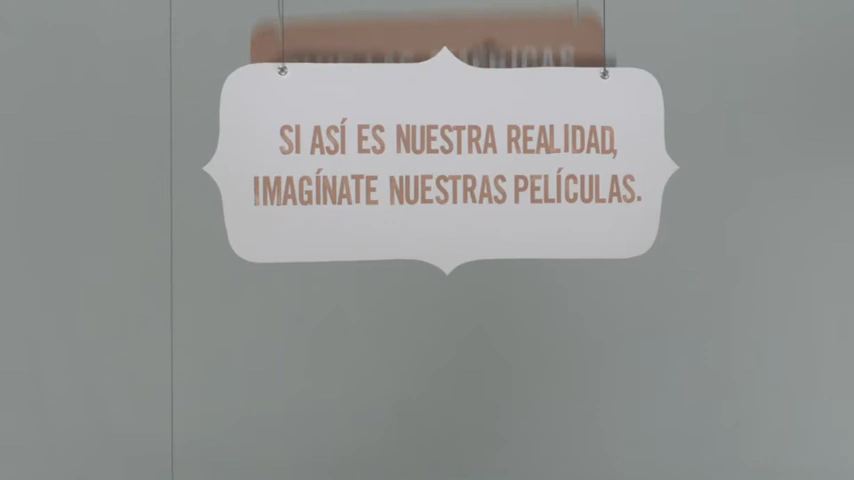 SI ASÍ ES NUESTRA REALIDAD,
IMAGÍNATE NUESTRAS PELÍCULAS.